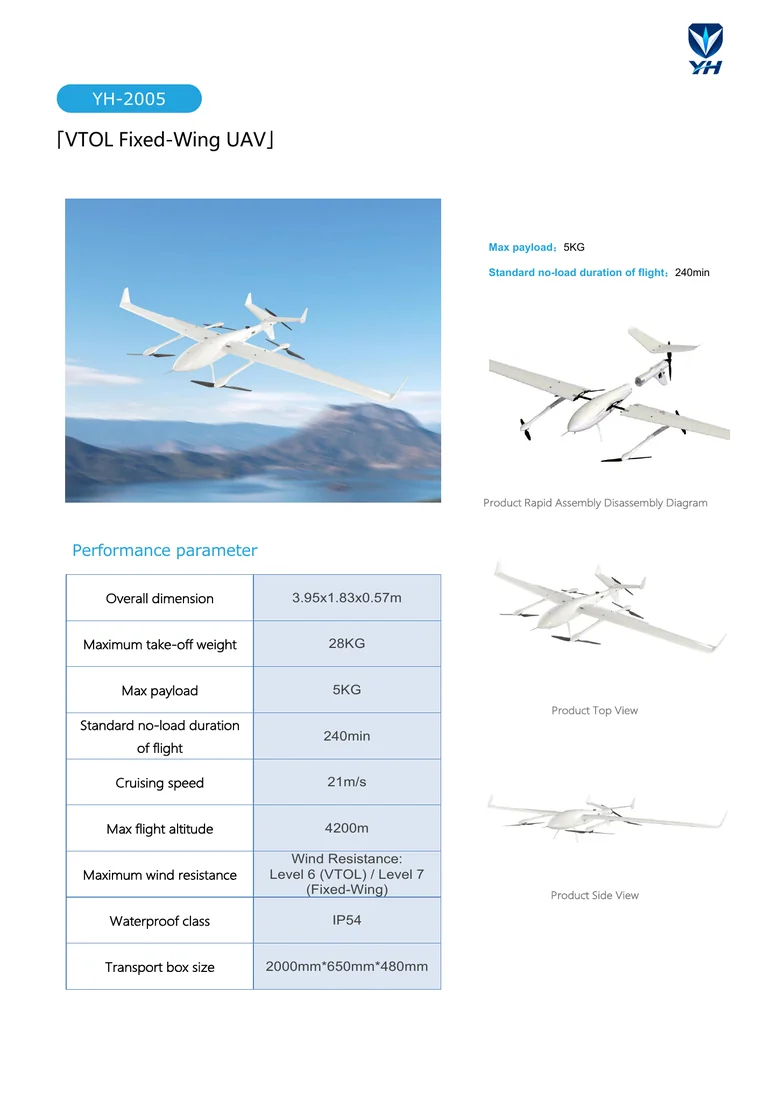 YH
YH-2005
「VTOL Fixed-Wing UAV」
Max payload：5KG
Standard no-load duration of flight：240min
Product Rapid Assembly Disassembly Diagram
Product Top View
Product Side View
Performance parameter
Overall dimension 3.95x1.83x0.57m
Maximum take-off weight 28KG
Max payload 5KG
Standard no-load duration
of flight 240min
Cruising speed 21m/s
Max flight altitude 4200m
Maximum wind resistance Wind Resistance:
Level 6 (VTOL) / Level 7
(Fixed-Wing)
Waterproof class IP54
Transport box size 2000mm*650mm*480mm